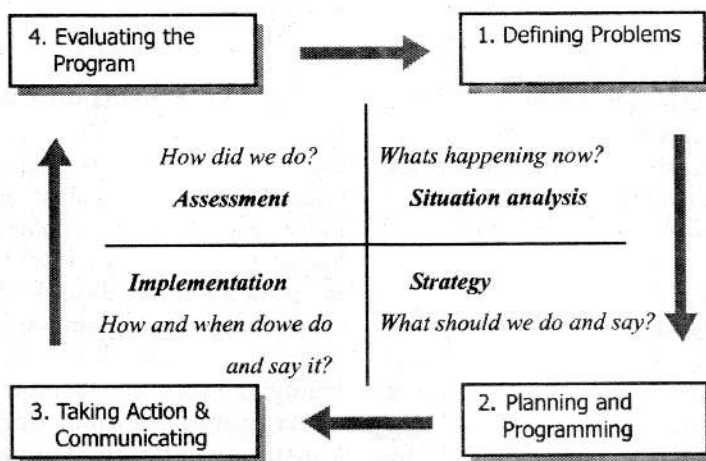 4. Evaluating the
Program
1. Defining Problems
How did we do?
Assessment
Whats happening now?
Situation analysis
Implementation
How and when dowe do
and say it?
Strategy
What should we do and say?
3. Taking Action &
Communicating
2. Planning and
Programming